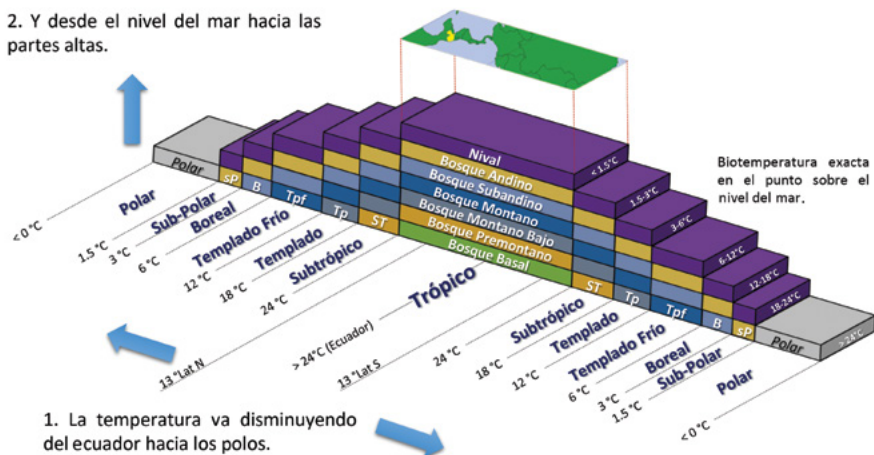 2. Y desde el nivel del mar hacia las
partes altas.
Nival
Bosque Andino
Bosque Subandino
Bosque Montano
Bosque Montano Bajo
Bosque Premontano
Bosque Basal
Polar
sP
B
Tpf
Tp
ST
ST
Tp
Tpf
B
sP
Polar
< 1.5°C
1.5-3°C
3-6°C
6-12°C
12-18°C
18-24°C
> 24°C
Biotemperatura exacta
en el punto sobre el
nivel del mar.
< 0 °C
Polar
1.5 °C
Sub-Polar
3 °C
Boreal
6 °C
Templado Frío
12 °C
Templado
18 °C
Subtrópico
24 °C
13 °Lat N
Trópico
> 24°C (Ecuador)
13 °Lat S
24 °C
Subtrópico
18 °C
Templado
12 °C
Templado Frío
6 °C
Boreal
3 °C
Sub-Polar
1.5 °C
Polar
< 0 °C
1. La temperatura va disminuyendo
del ecuador hacia los polos.